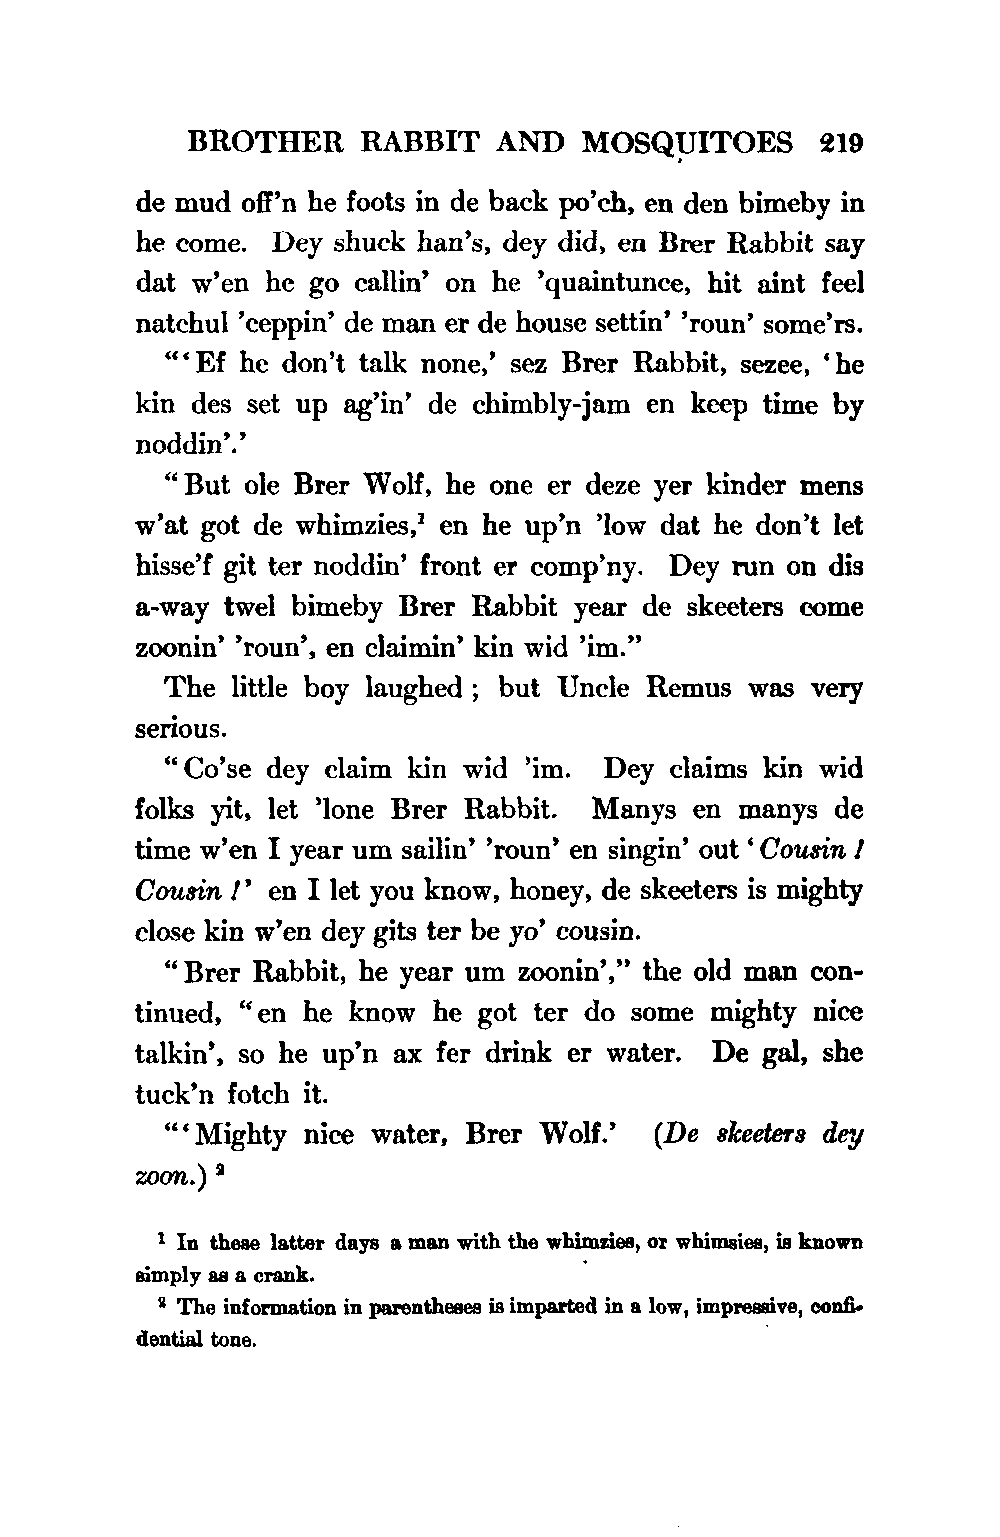 BROTHER RABBIT AND MOSQUITOES 219
de mud off'n he foots in de back po'ch, en den bimeby in
he come. Dey shuck han's, dey did, en Brer Rabbit say
dat w'en he go callin' on he 'quaintunce, hit aint feel
natchul 'ceppin' de man er de house settin' 'roun' some'rs.
"'Ef he don't talk none,' sez Brer Rabbit, sezee, 'he
kin des set up ag'in' de chimbly-jam en keep time by
noddin'.'
"But ole Brer Wolf, he one er deze yer kinder mens
w'at got de whimzies,¹ en he up'n 'low dat he don't let
hisse'f git ter noddin' front er comp'ny. Dey run on dis
a-way twel bimeby Brer Rabbit year de skeeters come
zoonin' 'roun', en claimin' kin wid 'im."
The little boy laughed; but Uncle Remus was very
serious.
"Co'se dey claim kin wid 'im. Dey claims kin wid
folks yit, let 'lone Brer Rabbit. Manys en manys de
time w'en I year um sailin' 'roun' en singin' out 'Cousin!
Cousin!' en I let you know, honey, de skeeters is mighty
close kin w'en dey gits ter be yo' cousin.
"Brer Rabbit, he year um zoonin'," the old man con-
tinued, "en he know he got ter do some mighty nice
talkin', so he up'n ax fer drink er water. De gal, she
tuck'n fotch it.
"'Mighty nice water, Brer Wolf.' (De skeeters dey
zoon.)²
¹ In these latter days a man with the whimzies, or whimsies, is known
simply as a crank.
² The information in parentheses is imparted in a low, impressive, confi-
dential tone.